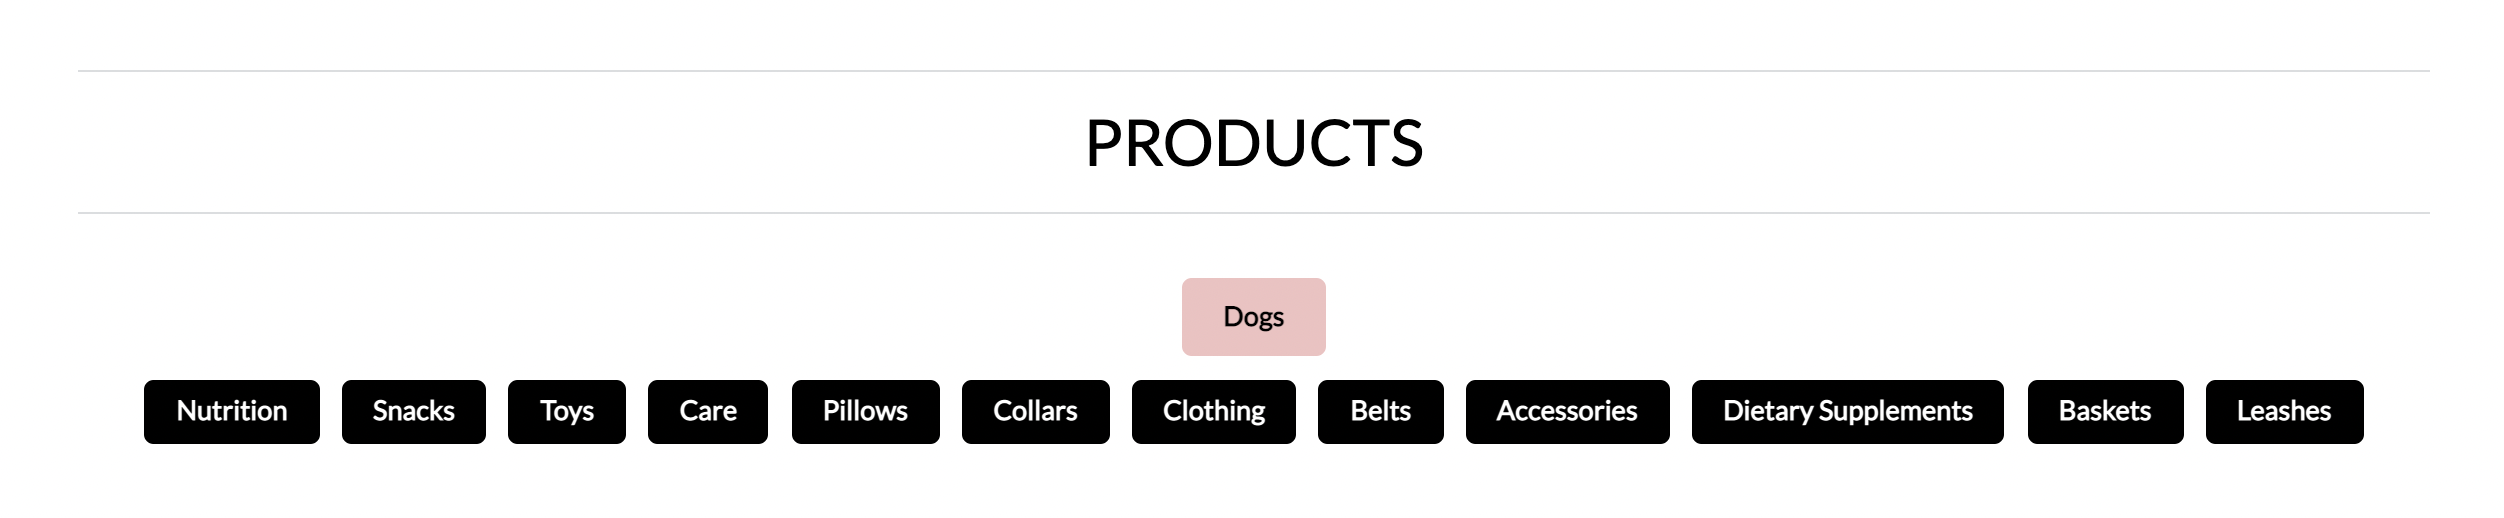 PRODUCTS
Dogs
Nutrition Snacks Toys Care Pillows Collars Clothing Belts Accessories Dietary Supplements Baskets Leashes